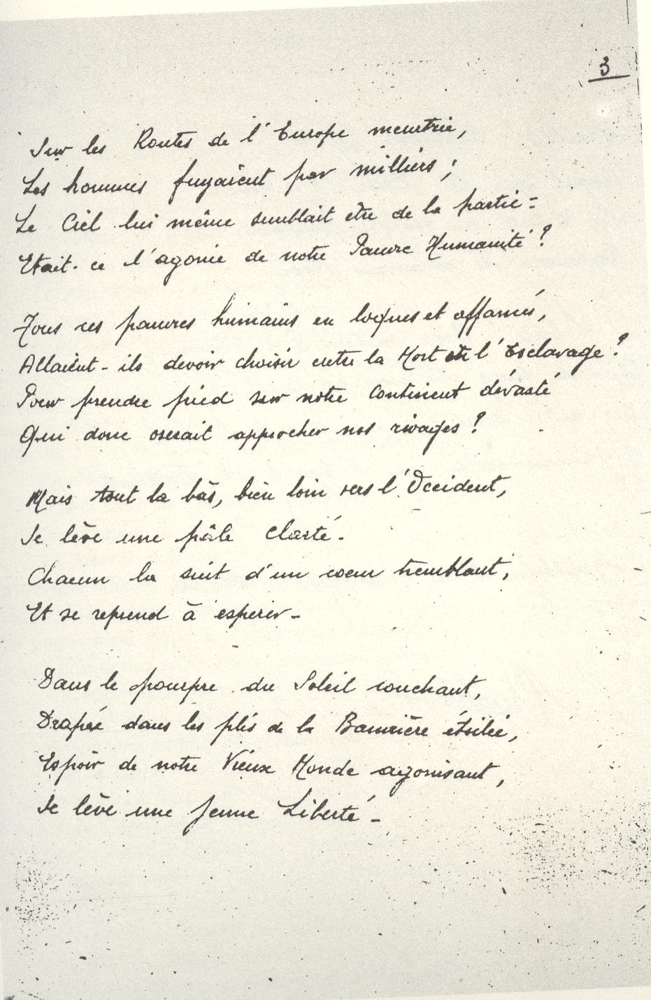 3
Sur les Routes de l'Europe meurtrie,
Les hommes fuyaient par milliers ;
Le Ciel lui même semblait être de la partie -
Etait-ce l'agonie de notre Pauvre Humanité ?
Tous ces pauvres humains en loques et affamés,
Allaient-ils devoir choisir entre la Mort et l'Esclavage ?
Pour prendre pied sur notre Continent dévasté
Qui donc oserait approcher nos rivages ?
Mais tout la bàs, bien loin vers l'Occident,
Se lève une pâle Clarté.
Chacun la suit d'un coeur tremblant,
Et se reprend à esperer -
Dans le pourpre du Soleil couchant,
Drapée dans les plis de la Bannière étoilée,
Espoir de notre Vieux Monde agonisant,
Se lève une Jeune Liberté -